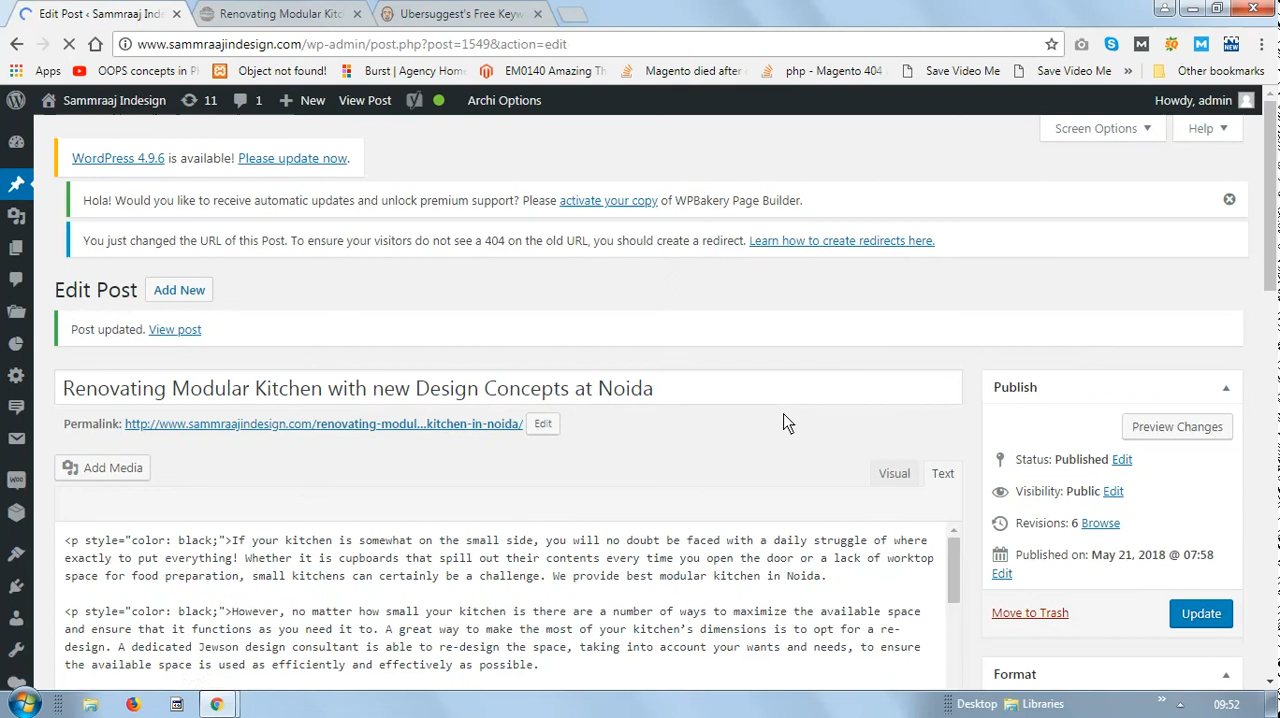 Edit Post ‹ Sammraaj Ind
Renovating Modular Kitc
Ubersuggest's Free Keyw
www.sammraajindesign.com/wp-admin/post.php?post=1549&action=edit
Apps
OOPS concepts in P
Object not found!
Burst | Agency Hom
EM0140 Amazing Th
Magento died after
php - Magento 404
Save Video Me
Save Video Me
»
Other bookmarks
Sammraaj Indesign
11
1
New
View Post
Archi Options
Howdy, admin
Screen Options
Help
WordPress 4.9.6 is available! Please update now.
Hola! Would you like to receive automatic updates and unlock premium support? Please activate your copy of WPBakery Page Builder.
You just changed the URL of this Post. To ensure your visitors do not see a 404 on the old URL, you should create a redirect. Learn how to create redirects here.
Edit Post
Add New
Post updated. View post
Renovating Modular Kitchen with new Design Concepts at Noida
Permalink: http://www.sammraajindesign.com/renovating-modul...kitchen-in-noida/
Edit
Add Media
Visual
Text
<p style="color: black;">If your kitchen is somewhat on the small side, you will no doubt be faced with a daily struggle of where
exactly to put everything! Whether it is cupboards that spill out their contents every time you open the door or a lack of worktop
space for food preparation, small kitchens can certainly be a challenge. We provide best modular kitchen in Noida.
<p style="color: black;">However, no matter how small your kitchen is there are a number of ways to maximize the available space
and ensure that it functions as you need it to. A great way to make the most of your kitchen's dimensions is to opt for a re-
design. A dedicated Jewson design consultant is able to re-design the space, taking into account your wants and needs, to ensure
the available space is used as efficiently and effectively as possible.
Publish
Preview Changes
Status: Published Edit
Visibility: Public Edit
Revisions: 6 Browse
Published on: May 21, 2018 @ 07:58
Edit
Move to Trash
Update
Format
Desktop
Libraries
»
09:52